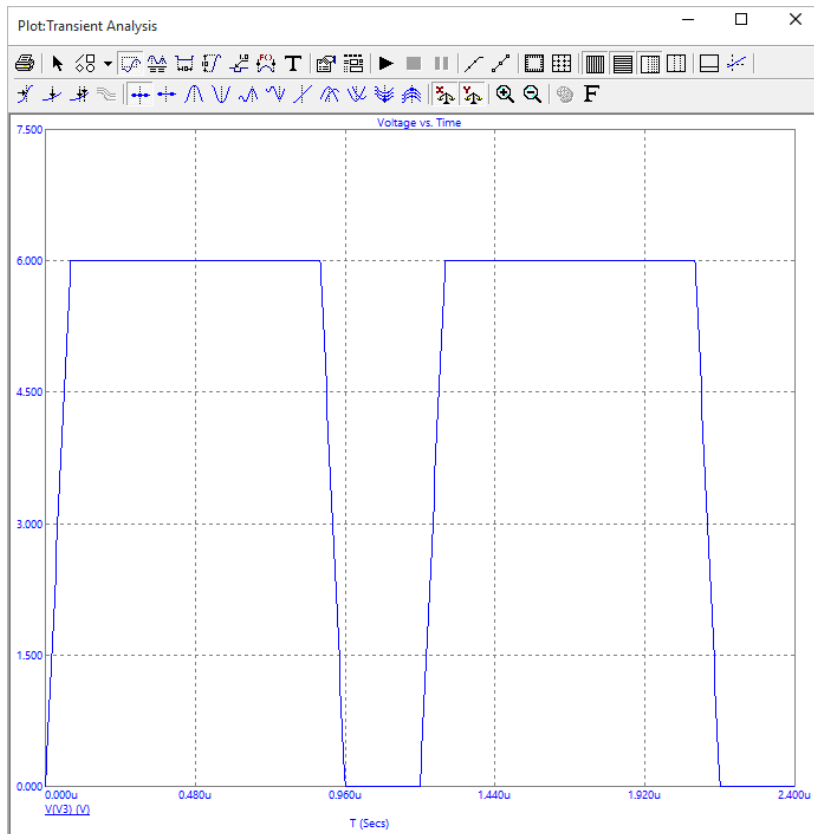 Plot:Transient Analysis
T
F
Voltage vs. Time
7.500
6.000
4.500
3.000
1.500
0.000
0.000u 0.480u 0.960u 1.440u 1.920u 2.400u
V(V3) (V)
T (Secs)